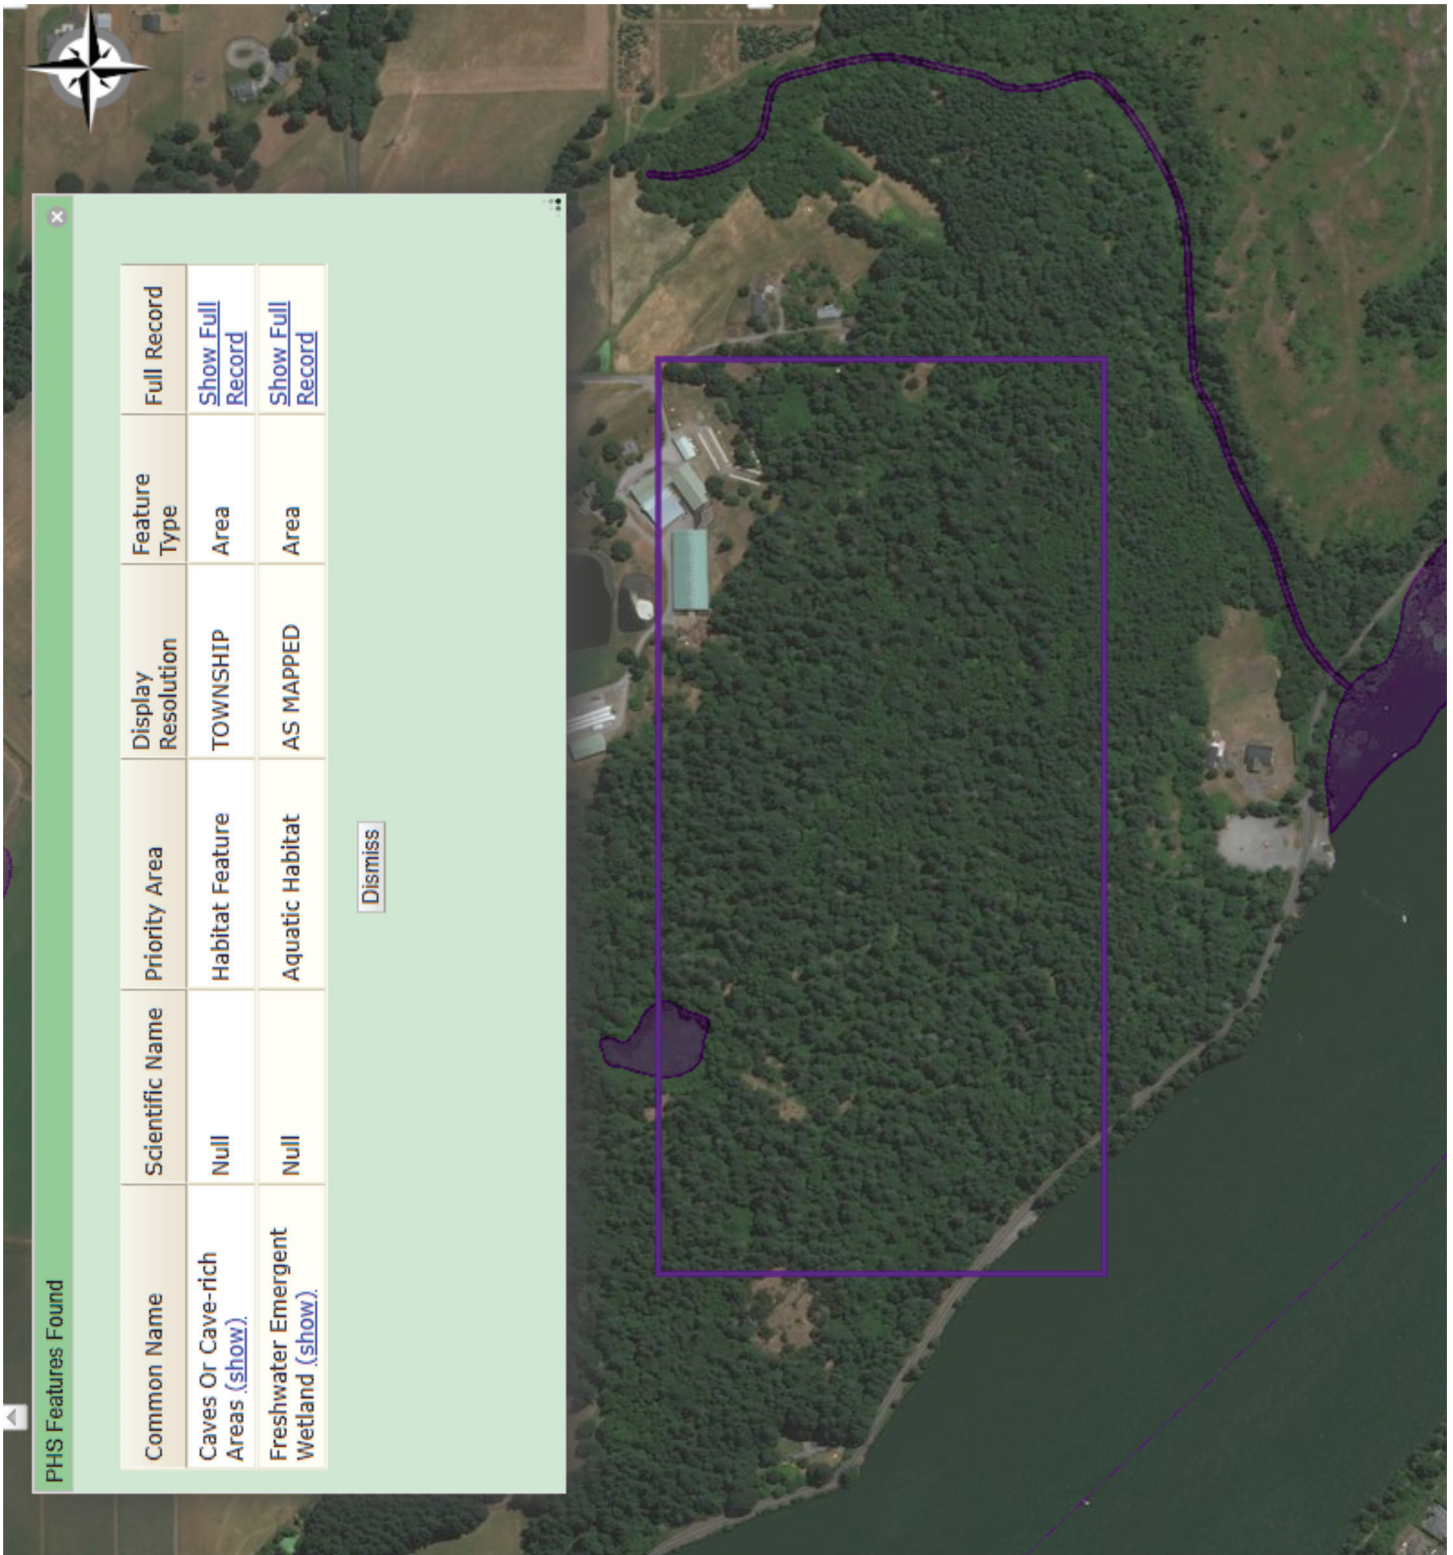 PHS Features Found
Common Name Scientific Name Priority Area Display Resolution Feature Type Full Record
Caves Or Cave-rich Areas (show) Null Habitat Feature TOWNSHIP Area Show Full Record
Freshwater Emergent Wetland (show) Null Aquatic Habitat AS MAPPED Area Show Full Record
Dismiss